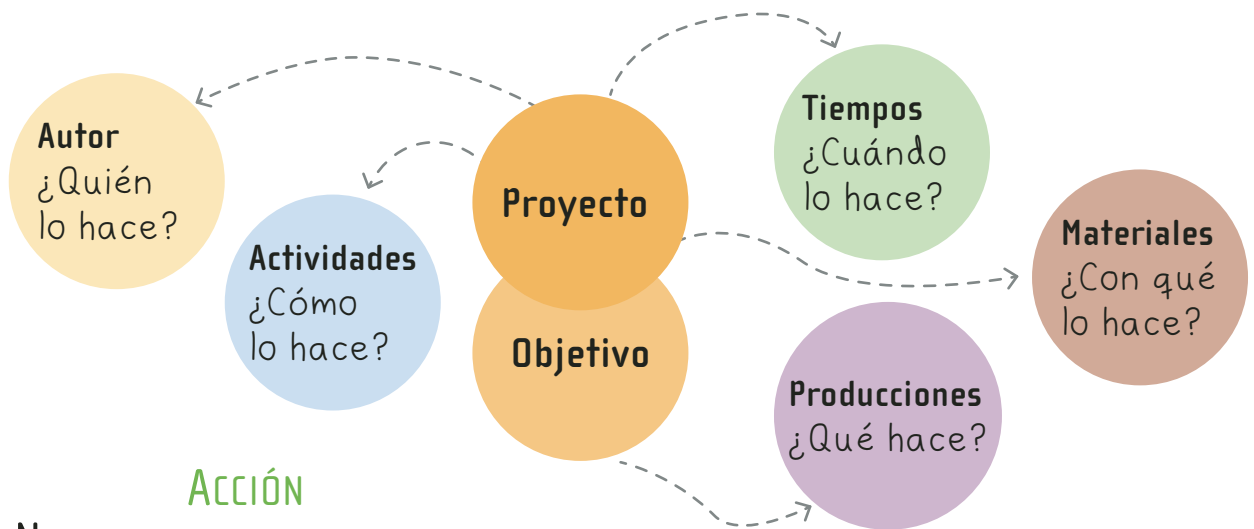 Autor
¿Quién
lo hace?
Actividades
¿Cómo
lo hace?
Proyecto
Objetivo
Tiempos
¿Cuándo
lo hace?
Materiales
¿Con qué
lo hace?
Producciones
¿Qué hace?
ACCIÓN